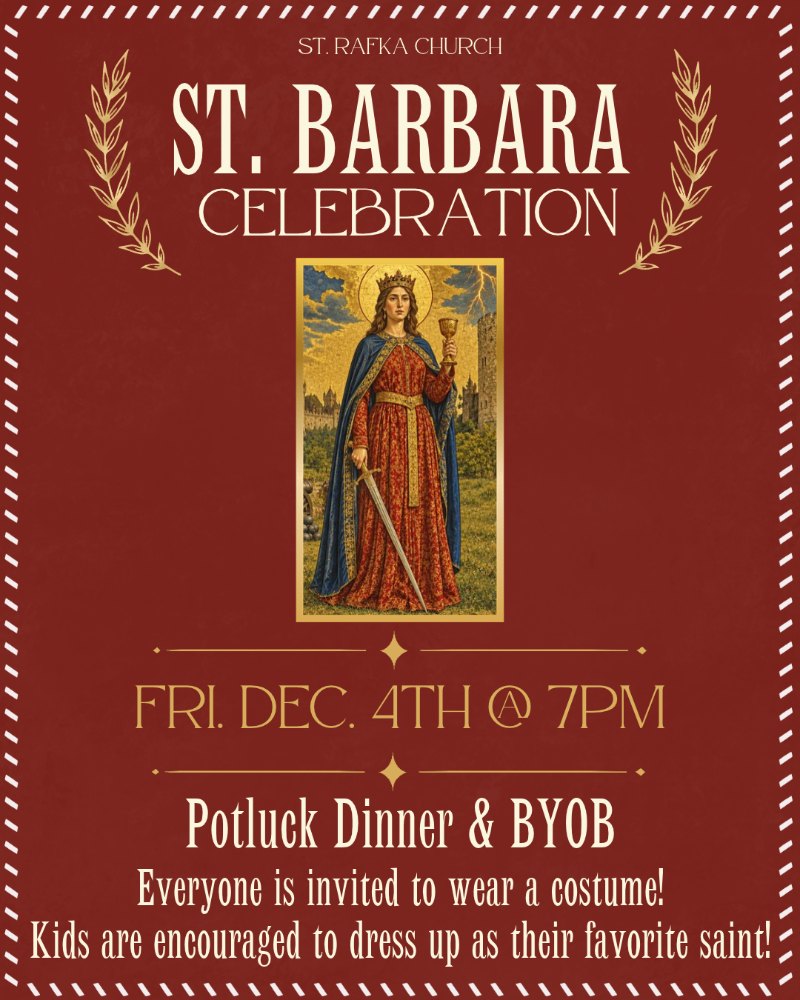 ST. RAFKA CHURCH
ST. BARBARA
CELEBRATION
FRI. DEC. 4TH @ 7PM
Potluck Dinner & BYOB
Everyone is invited to wear a costume!
Kids are encouraged to dress up as their favorite saint!